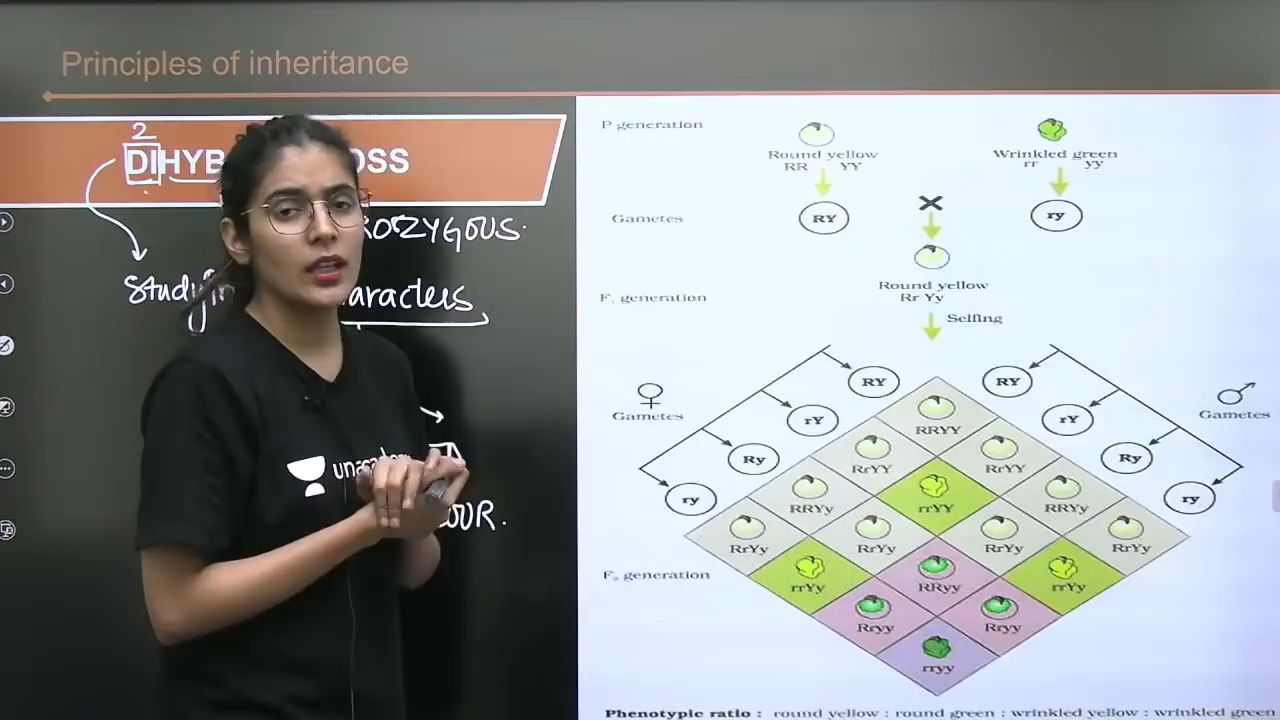 Principles of inheritance
2
DIHYB OSS
ROZYGOUS.
Studyin aracters
OUR.
unacade
P generation
Round yellow
RR YY
Wrinkled green
rr yy
Gametes
RY
ry
Round yellow
Rr Yy
F₁ generation
Selfing
Gametes
RY
rY
Ry
ry
RY
rY
Ry
ry
Gametes
RRYY
RrYY RrYY
RRYy rrYY RRYy
RrYy RrYy RrYy RrYy
rrYy RRyy rrYy
Rryy Rryy
rryy
F₂ generation
Phenotypic ratio : round yellow : round green : wrinkled yellow : wrinkled green